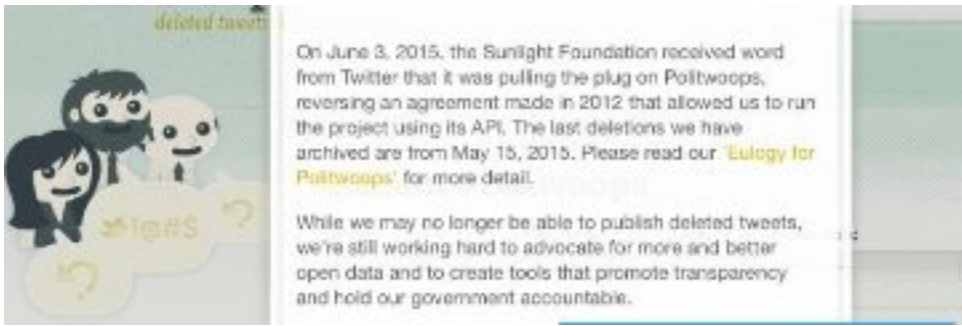 deleted tweets
On June 3, 2015, the Sunlight Foundation received word
from Twitter that it was pulling the plug on Politwoops,
reversing an agreement made in 2012 that allowed us to run
the project using its API. The last deletions we have
archived are from May 15, 2015. Please read our 'Eulogy for
Politwoops' for more detail.
While we may no longer be able to publish deleted tweets,
we're still working hard to advocate for more and better
open data and to create tools that promote transparency
and hold our government accountable.
!@#$
!?
!?